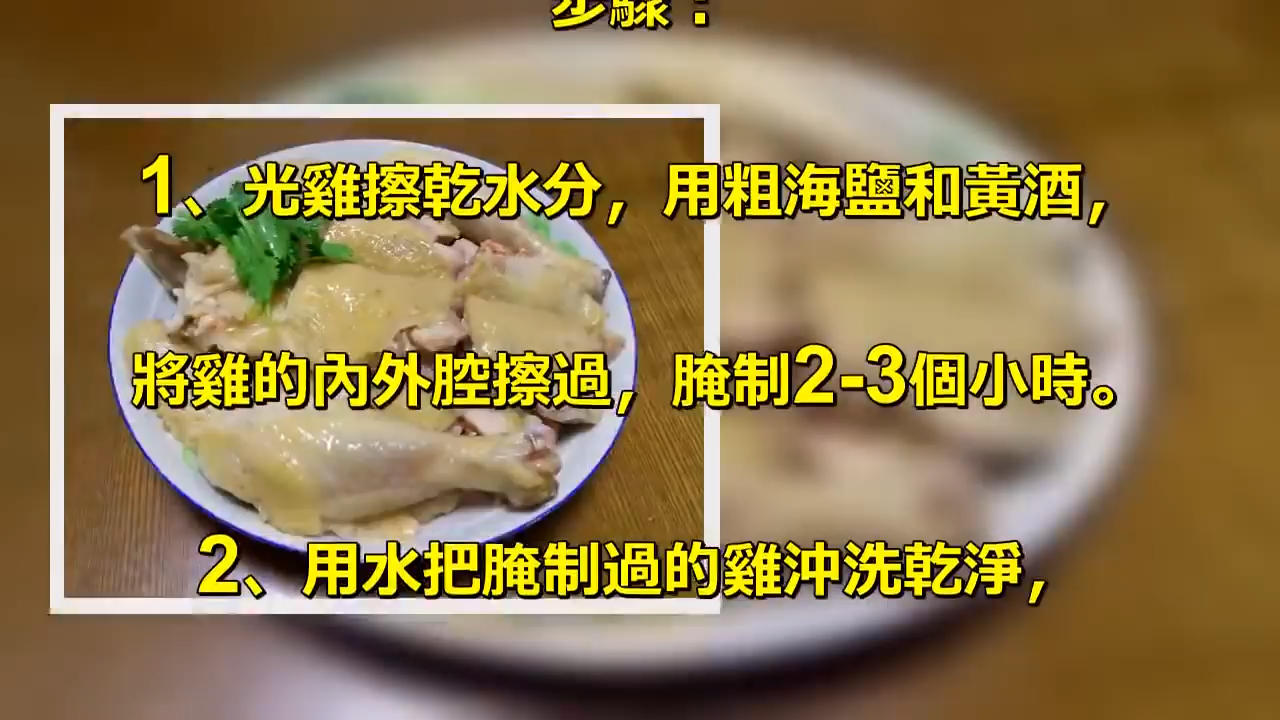 步驟：
1、光雞擦乾水分，用粗海鹽和黃酒，
將雞的內外腔擦過，腌制2-3個小時。
2、用水把腌制過的雞沖洗乾淨，